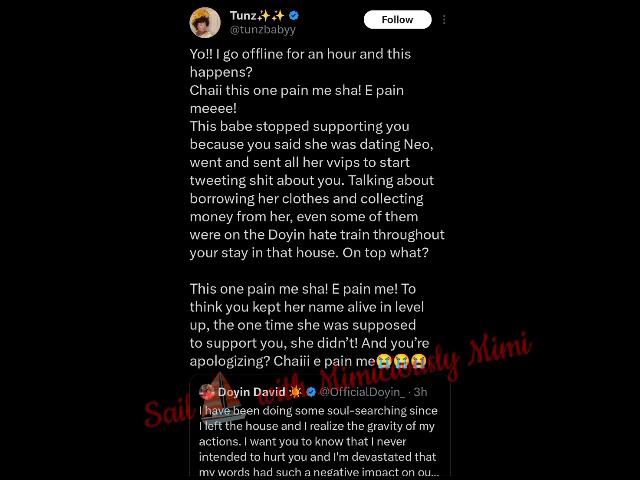 Tunz✨✨
Follow
@tunzbabyy
Yo!! I go offline for an hour and this
happens?
Chaii this one pain me sha! E pain
meeee!
This babe stopped supporting you
because you said she was dating Neo,
went and sent all her vvips to start
tweeting shit about you. Talking about
borrowing her clothes and collecting
money from her, even some of them
were on the Doyin hate train throughout
your stay in that house. On top what?
This one pain me sha! E pain me! To
think you kept her name alive in level
up, the one time she was supposed
to support you, she didn't! And you're
apologizing? Chaiii e pain me😭😭😭
Sail with Mimiciously Mimi
Doyin David @OfficialDoyin_ · 3h
I have been doing some soul-searching since
I left the house and I realize the gravity of my
actions. I want you to know that I never
intended to hurt you and I'm devastated that
my words had such a negative impact on ou...